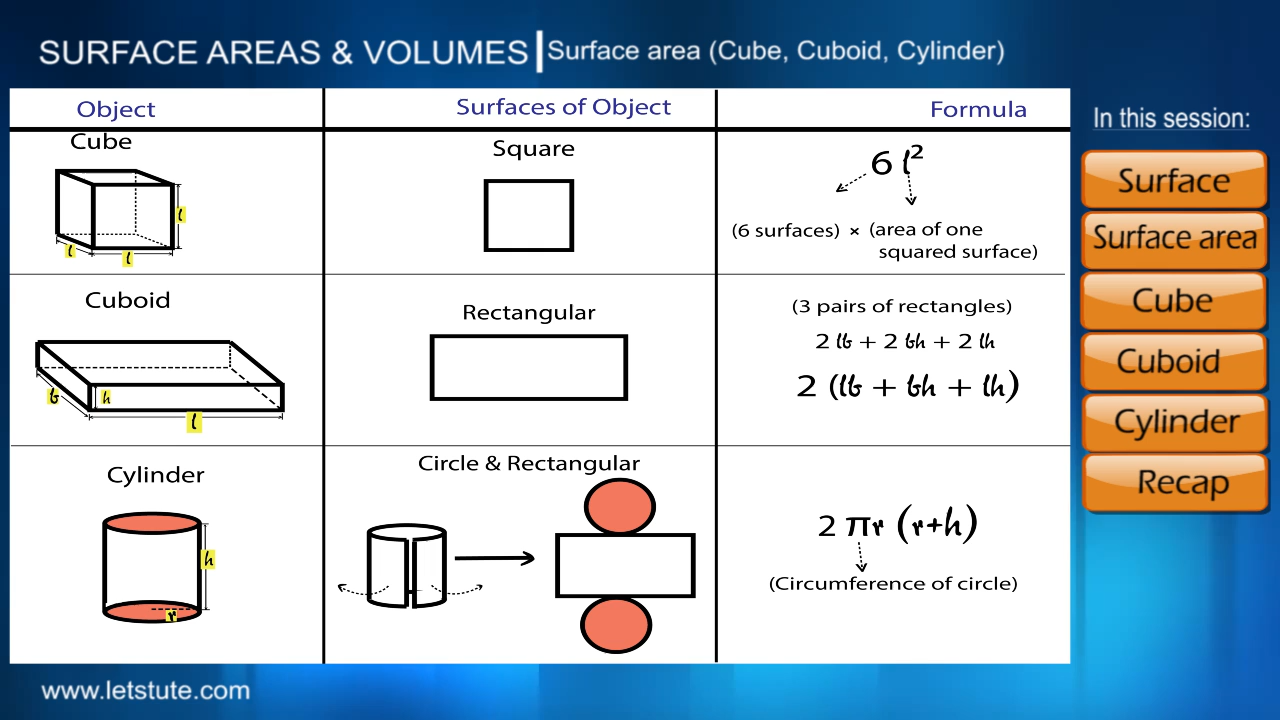 SURFACE AREAS & VOLUMES | Surface area (Cube, Cuboid, Cylinder)
Object
Surfaces of Object
Formula
Cube
l
l
l
Square
6 l²
(6 surfaces) × (area of one
squared surface)
Cuboid
b
h
l
Rectangular
(3 pairs of rectangles)
2 lb + 2 bh + 2 lh
2 (lb + bh + lh)
Cylinder
h
r
Circle & Rectangular
2 πr (r+h)
(Circumference of circle)
In this session:
Surface
Surface area
Cube
Cuboid
Cylinder
Recap
www.letstute.com